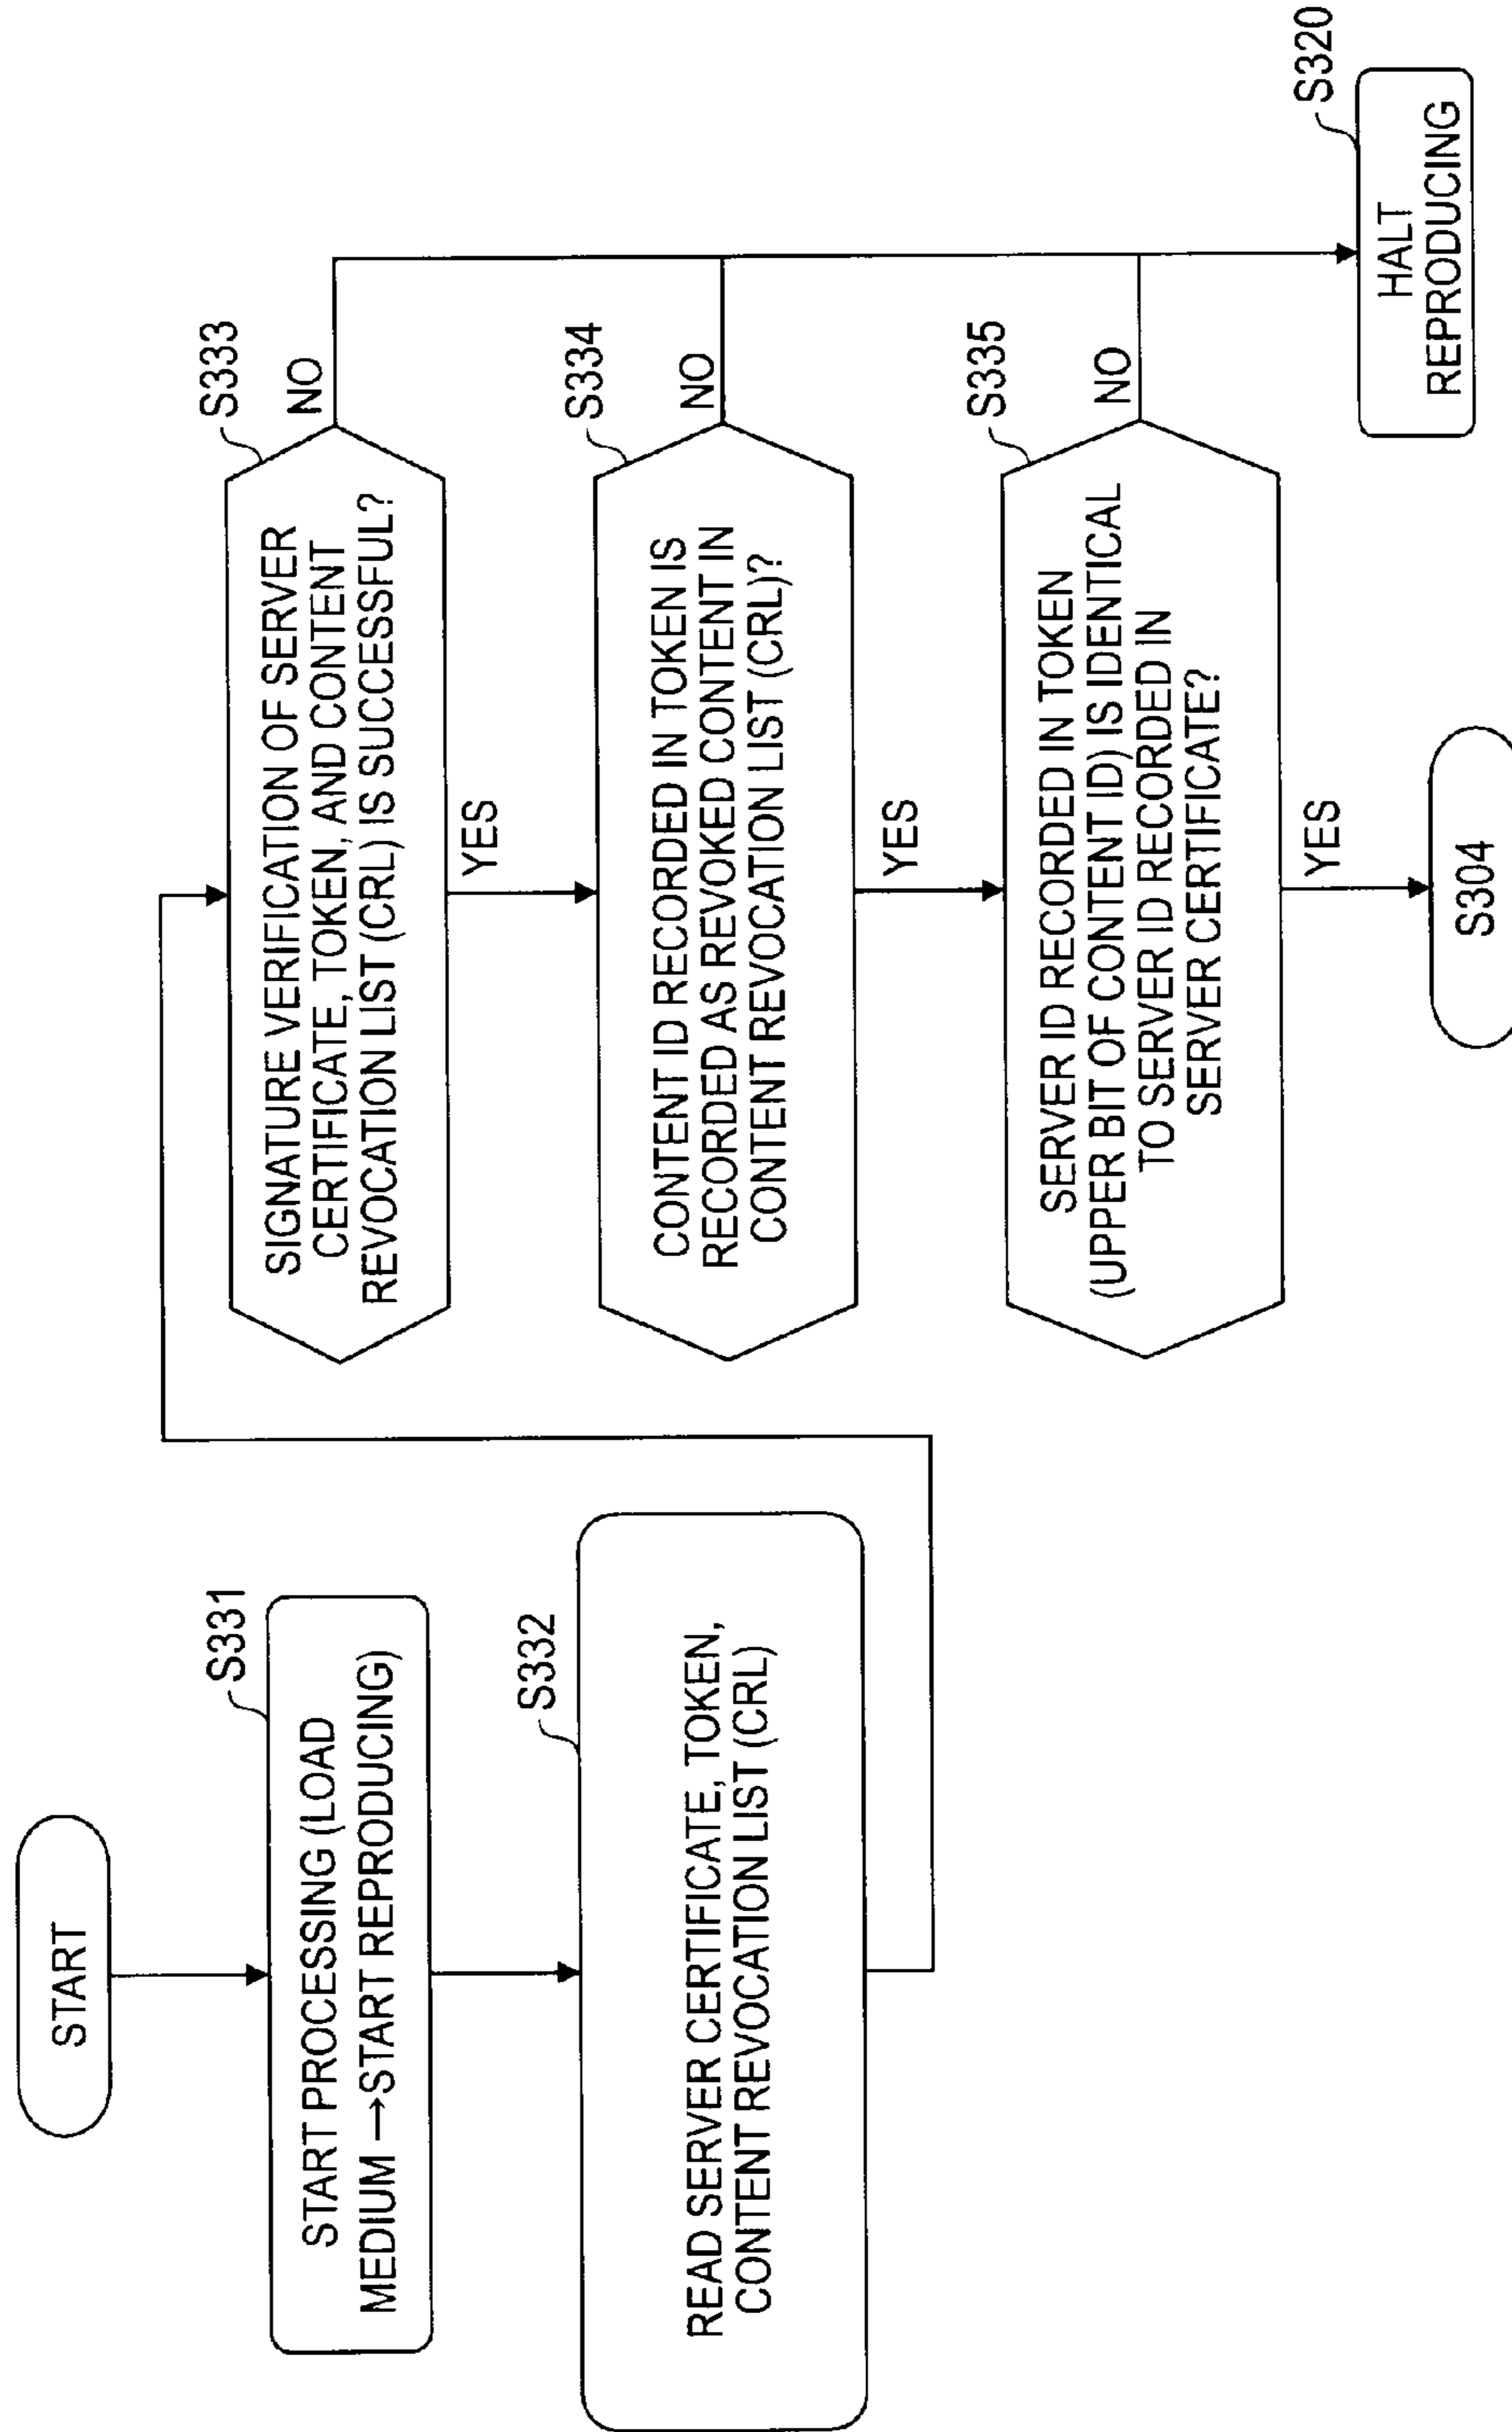 START
S331
START PROCESSING (LOAD
MEDIUM →START REPRODUCING)
S332
READ SERVER CERTIFICATE, TOKEN,
CONTENT REVOCATION LIST (CRL)
S333
SIGNATURE VERIFICATION OF SERVER
CERTIFICATE, TOKEN, AND CONTENT
REVOCATION LIST (CRL) IS SUCCESSFUL?
NO
YES
S334
CONTENT ID RECORDED IN TOKEN IS
RECORDED AS REVOKED CONTENT IN
CONTENT REVOCATION LIST (CRL)?
NO
YES
S335
SERVER ID RECORDED IN TOKEN
(UPPER BIT OF CONTENT ID) IS IDENTICAL
TO SERVER ID RECORDED IN
SERVER CERTIFICATE?
NO
YES
S304
S320
HALT
REPRODUCING